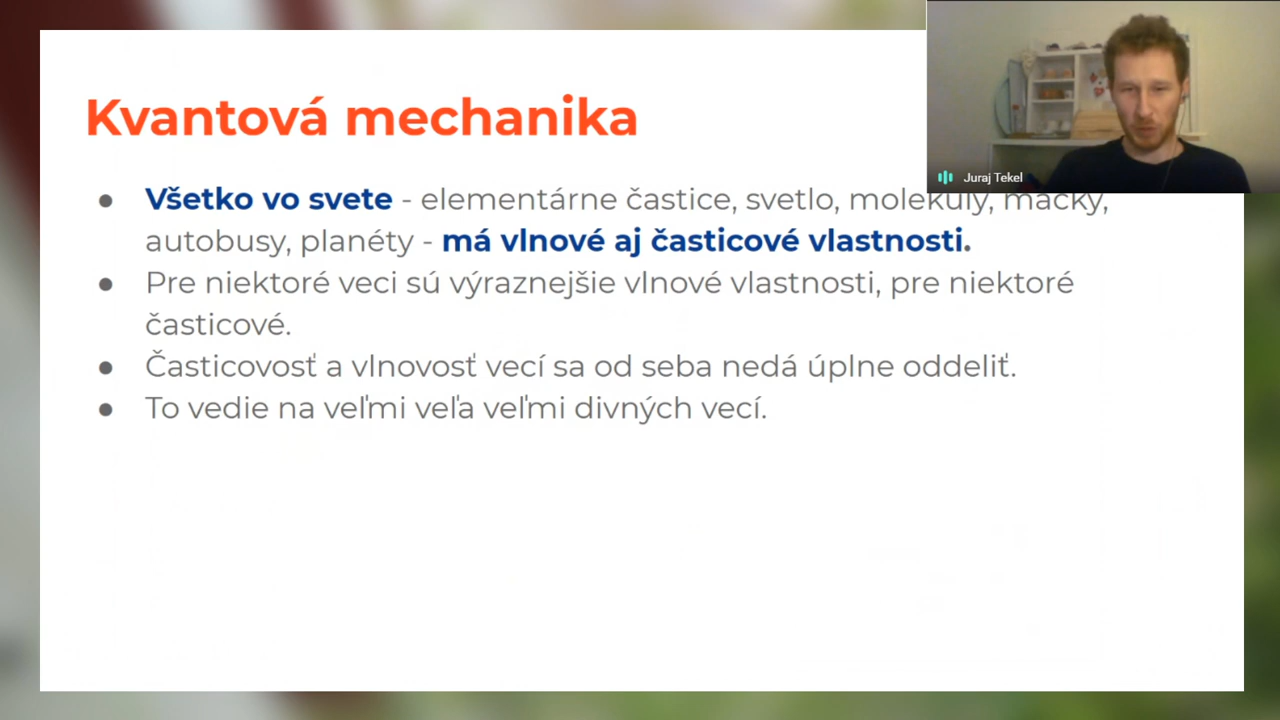 Kvantová mechanika
Juraj Tekel
● Všetko vo svete - elementárne častice, svetlo, molekuly, mačky,
autobusy, planéty - má vlnové aj časticové vlastnosti.
● Pre niektoré veci sú výraznejšie vlnové vlastnosti, pre niektoré
časticové.
● Časticovosť a vlnovosť vecí sa od seba nedá úplne oddeliť.
● To vedie na veľmi veľa veľmi divných vecí.